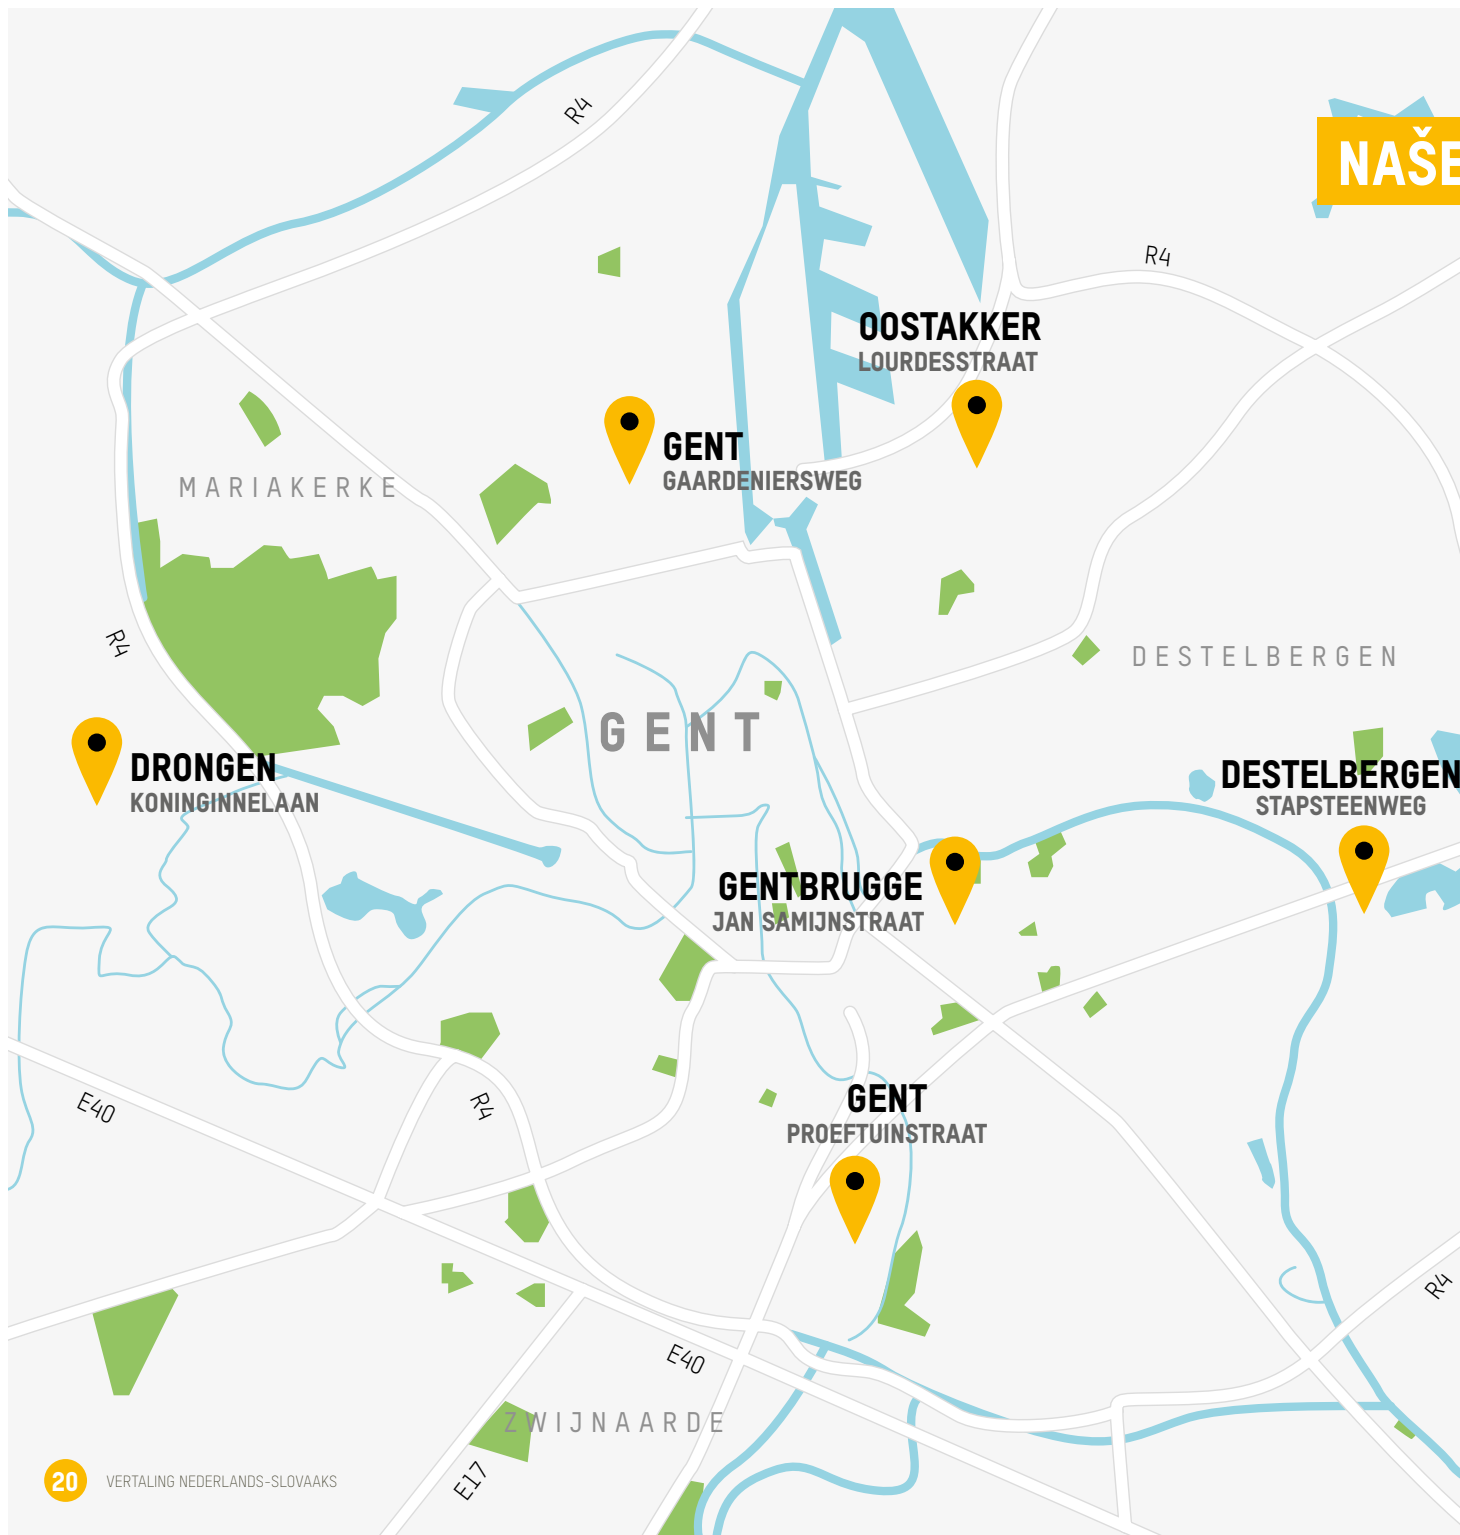 R4
NAŠE
R4
OOSTAKKER
LOURDESSTRAAT
GENT
GAARDENIERSWEG
MARIAKERKE
R4
DESTELBERGEN
GENT
DRONGEN
KONINGINNELAAN
DESTELBERGEN
STAPSTEENWEG
GENTBRUGGE
JAN SAMIJNSTRAAT
E40
R4
GENT
PROEFTUINSTRAAT
R4
E40
ZWIJNAARDE
E17
20 VERTALING NEDERLANDS-SLOVAAKS